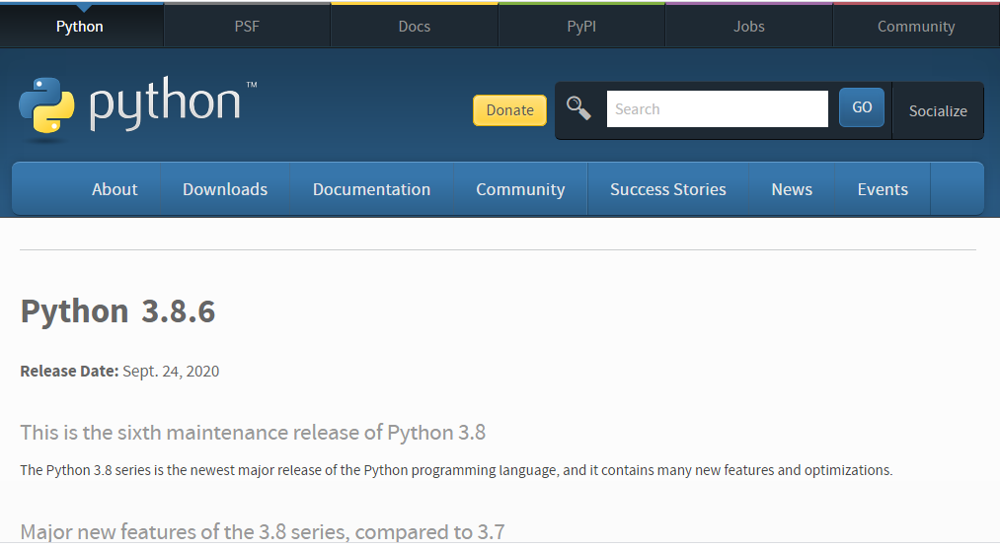 Python PSF Docs PyPI Jobs Community
python™ Donate Search GO Socialize
About Downloads Documentation Community Success Stories News Events
Python 3.8.6
Release Date: Sept. 24, 2020
This is the sixth maintenance release of Python 3.8
The Python 3.8 series is the newest major release of the Python programming language, and it contains many new features and optimizations.
Major new features of the 3.8 series, compared to 3.7